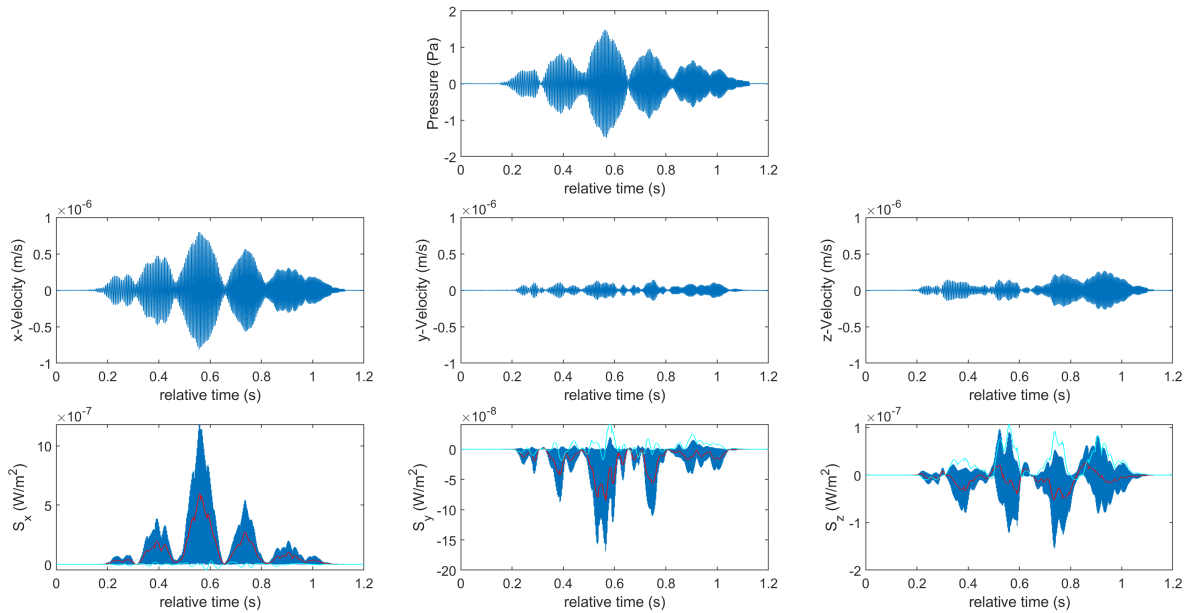 2
1
0
-1
-2
Pressure (Pa)
0 0.2 0.4 0.6 0.8 1 1.2
relative time (s)
×10-6
1
0.5
0
-0.5
-1
x-Velocity (m/s)
0 0.2 0.4 0.6 0.8 1 1.2
relative time (s)
×10-6
1
0.5
0
-0.5
-1
y-Velocity (m/s)
0 0.2 0.4 0.6 0.8 1 1.2
relative time (s)
×10-6
1
0.5
0
-0.5
-1
z-Velocity (m/s)
0 0.2 0.4 0.6 0.8 1 1.2
relative time (s)
×10-7
10
5
0
Sx (W/m2)
0 0.2 0.4 0.6 0.8 1 1.2
relative time (s)
×10-8
0
-5
-10
-15
-20
Sy (W/m2)
0 0.2 0.4 0.6 0.8 1 1.2
relative time (s)
×10-7
1
0
-1
-2
Sz (W/m2)
0 0.2 0.4 0.6 0.8 1 1.2
relative time (s)